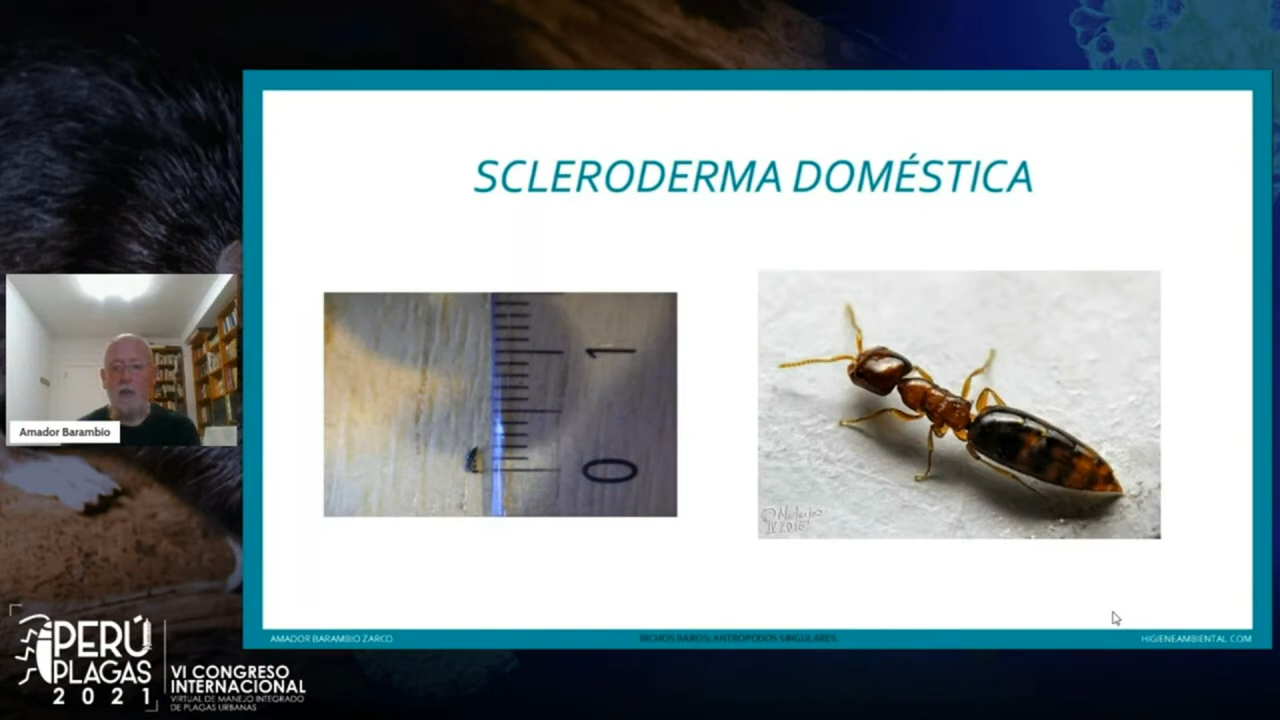 SCLERODERMA DOMÉSTICA
1
0
Amador Barambio
AMADOR BARAMBIO ZARCO
BICHOS RAROS: ANTROPODOS SINGULARES
HIGIENEAMBIENTAL.COM
PERÚ
PLAGAS
2021
VI CONGRESO
INTERNACIONAL
VIRTUAL DE MANEJO INTEGRADO
DE PLAGAS URBANAS